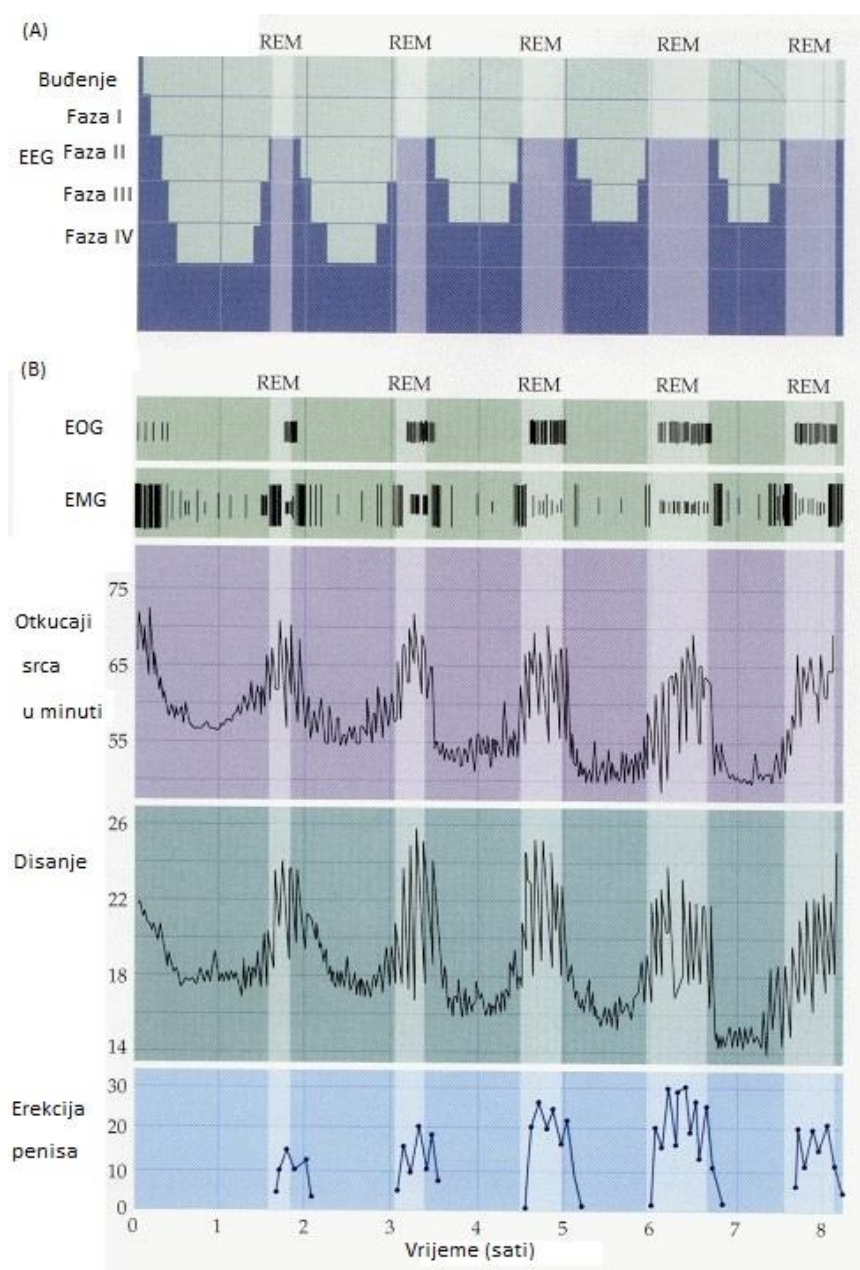 (A)
REM REM REM REM REM
Buđenje
Faza I
EEG Faza II
Faza III
Faza IV
(B)
REM REM REM REM REM
EOG
EMG
75
Otkucaji
srca
65
u minuti
55
26
Disanje
22
18
14
30
Erekcija
20
penisa
10
0
0 1 2 3 4 5 6 7 8
Vrijeme (sati)